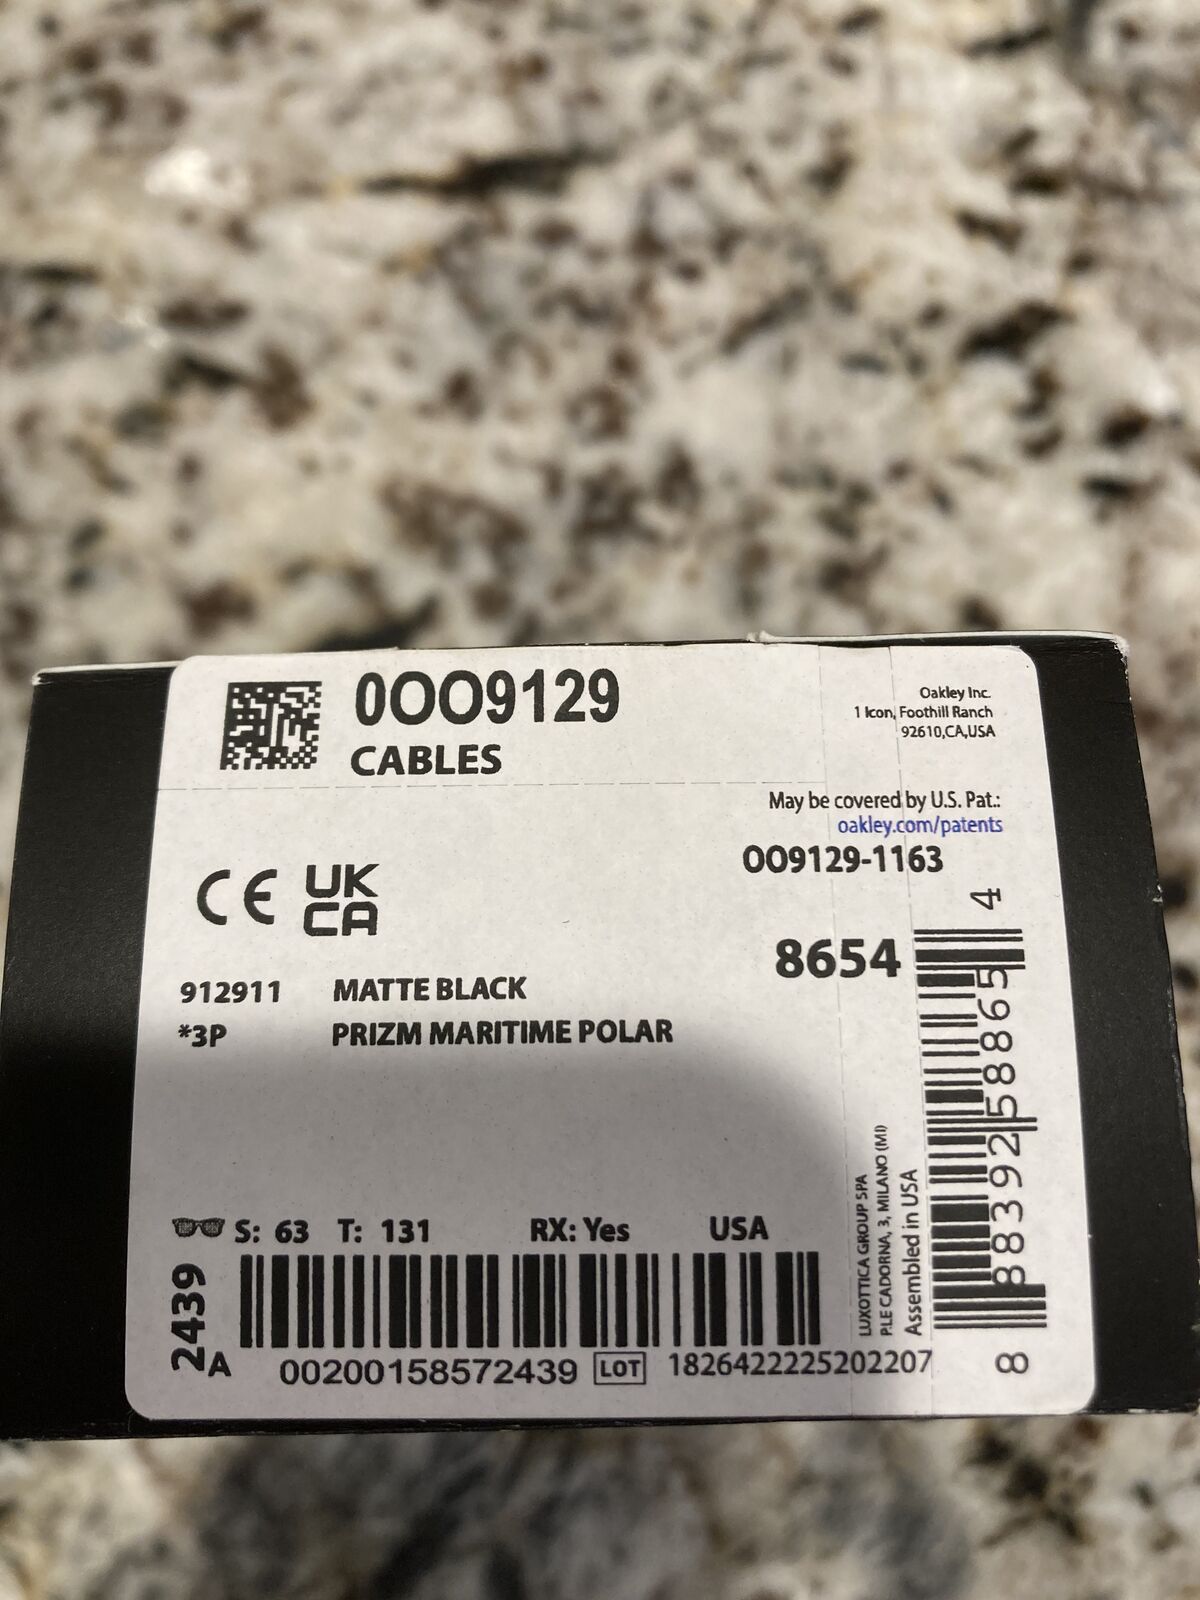 0OO9129
CABLES
Oakley Inc.
1 Icon, Foothill Ranch
92610,CA,USA
May be covered by U.S. Pat.:
oakley.com/patents
OO9129-1163
CE UK
CA
8654
912911 MATTE BLACK
*3P PRIZM MARITIME POLAR
S: 63 T: 131 RX: Yes USA
2439
A
00200158572439 LOT 1826422225202207
LUXOTTICA GROUP SPA
P.LE CADORNA, 3, MILANO (MI)
Assembled in USA
8 88392 58865 4